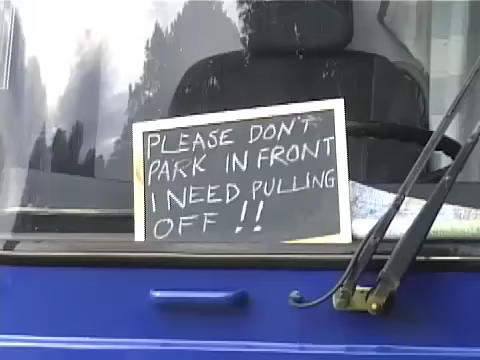 PLEASE DON'T
PARK IN FRONT
I NEED PULLING
OFF !!